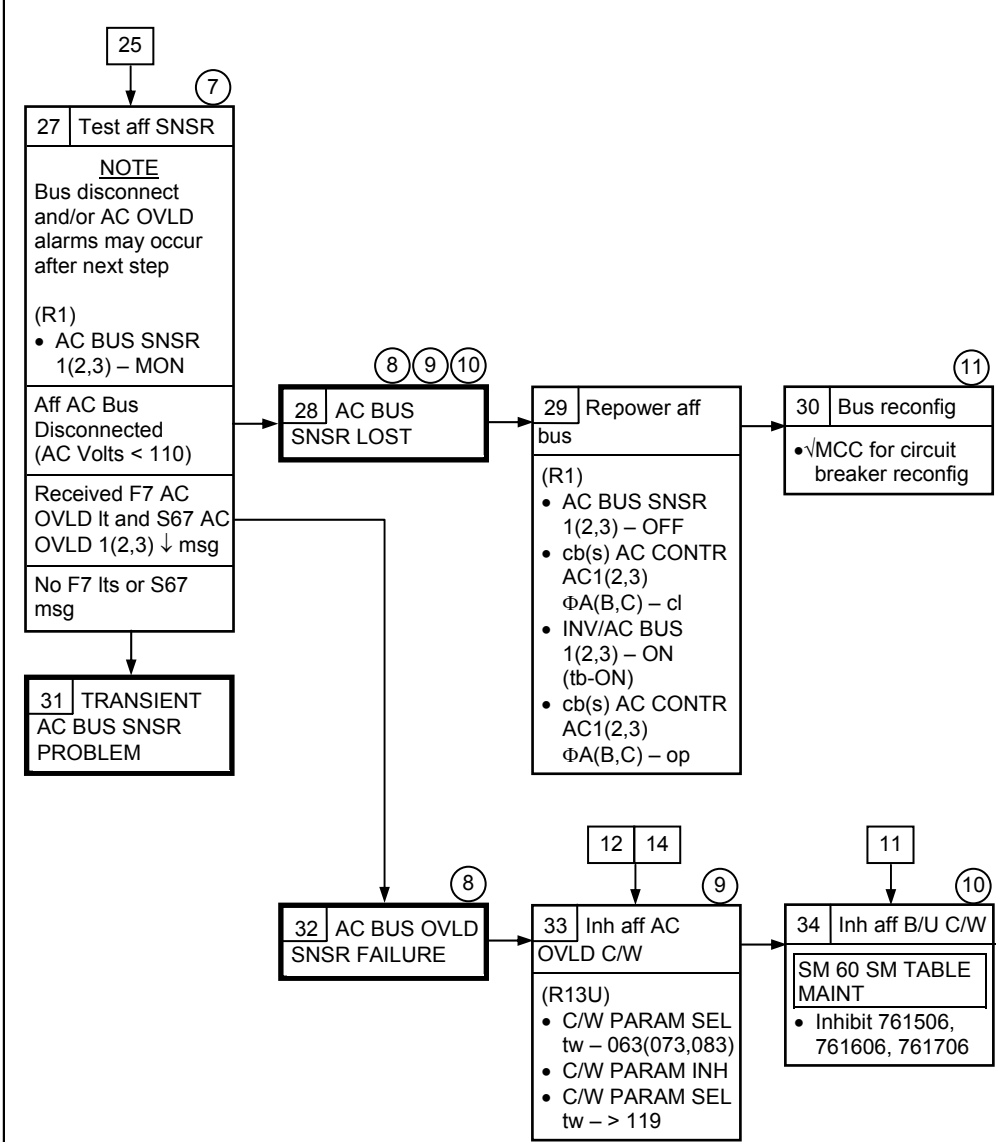 25
7
27 Test aff SNSR
NOTE
Bus disconnect
and/or AC OVLD
alarms may occur
after next step
(R1)
• AC BUS SNSR
1(2,3) – MON
Aff AC Bus
Disconnected
(AC Volts < 110)
Received F7 AC
OVLD lt and S67 AC
OVLD 1(2,3) ↓ msg
No F7 lts or S67
msg
8 9 10
28 AC BUS
SNSR LOST
29 Repower aff
bus
(R1)
• AC BUS SNSR
1(2,3) – OFF
• cb(s) AC CONTR
AC1(2,3)
ΦA(B,C) – cl
• INV/AC BUS
1(2,3) – ON
(tb-ON)
• cb(s) AC CONTR
AC1(2,3)
ΦA(B,C) – op
11
30 Bus reconfig
•√MCC for circuit
breaker reconfig
31 TRANSIENT
AC BUS SNSR
PROBLEM
8
32 AC BUS OVLD
SNSR FAILURE
12 14
9
33 Inh aff AC
OVLD C/W
(R13U)
• C/W PARAM SEL
tw – 063(073,083)
• C/W PARAM INH
• C/W PARAM SEL
tw – > 119
11
10
34 Inh aff B/U C/W
SM 60 SM TABLE
MAINT
• Inhibit 761506,
761606, 761706